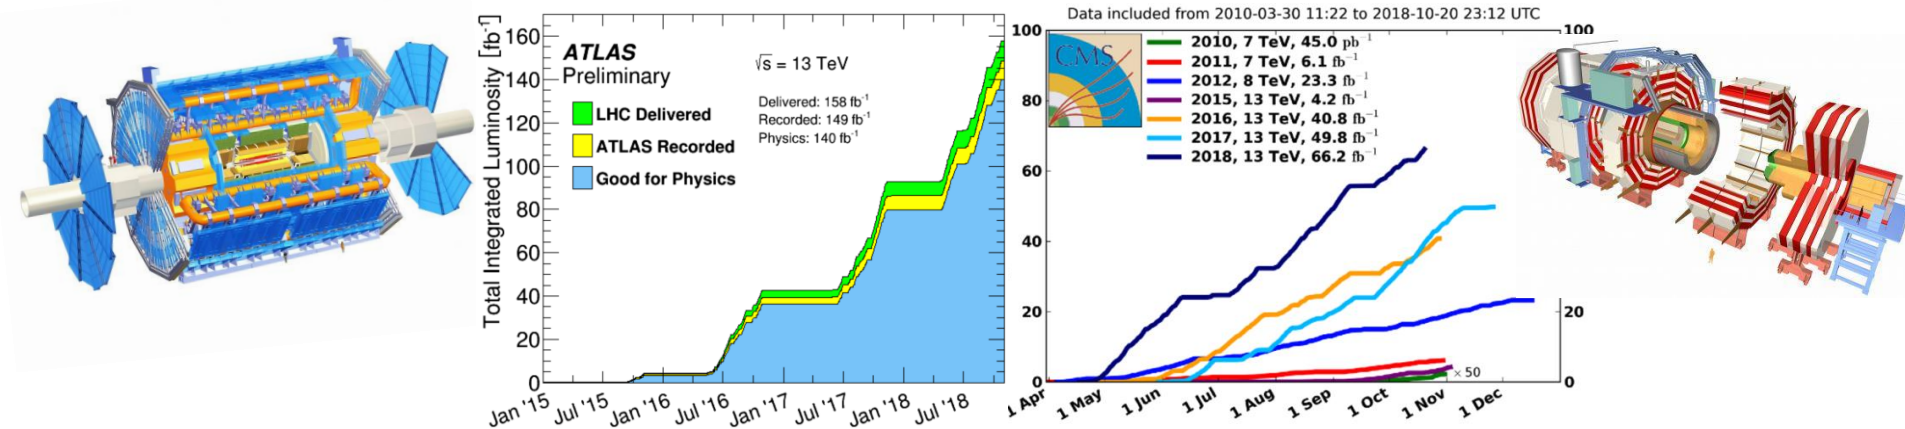 Total Integrated Luminosity [fb⁻¹]
160
140
120
100
80
60
40
20
0
ATLAS
Preliminary
√s = 13 TeV
Delivered: 158 fb⁻¹
Recorded: 149 fb⁻¹
Physics: 140 fb⁻¹
LHC Delivered
ATLAS Recorded
Good for Physics
Jan '15
Jul '15
Jan '16
Jul '16
Jan '17
Jul '17
Jan '18
Jul '18
Data included from 2010-03-30 11:22 to 2018-10-20 23:12 UTC
100
80
60
40
20
0
CMS
2010, 7 TeV, 45.0 pb⁻¹
2011, 7 TeV, 6.1 fb⁻¹
2012, 8 TeV, 23.3 fb⁻¹
2015, 13 TeV, 4.2 fb⁻¹
2016, 13 TeV, 40.8 fb⁻¹
2017, 13 TeV, 49.8 fb⁻¹
2018, 13 TeV, 66.2 fb⁻¹
× 50
100
20
0
1 Apr
1 May
1 Jun
1 Jul
1 Aug
1 Sep
1 Oct
1 Nov
1 Dec